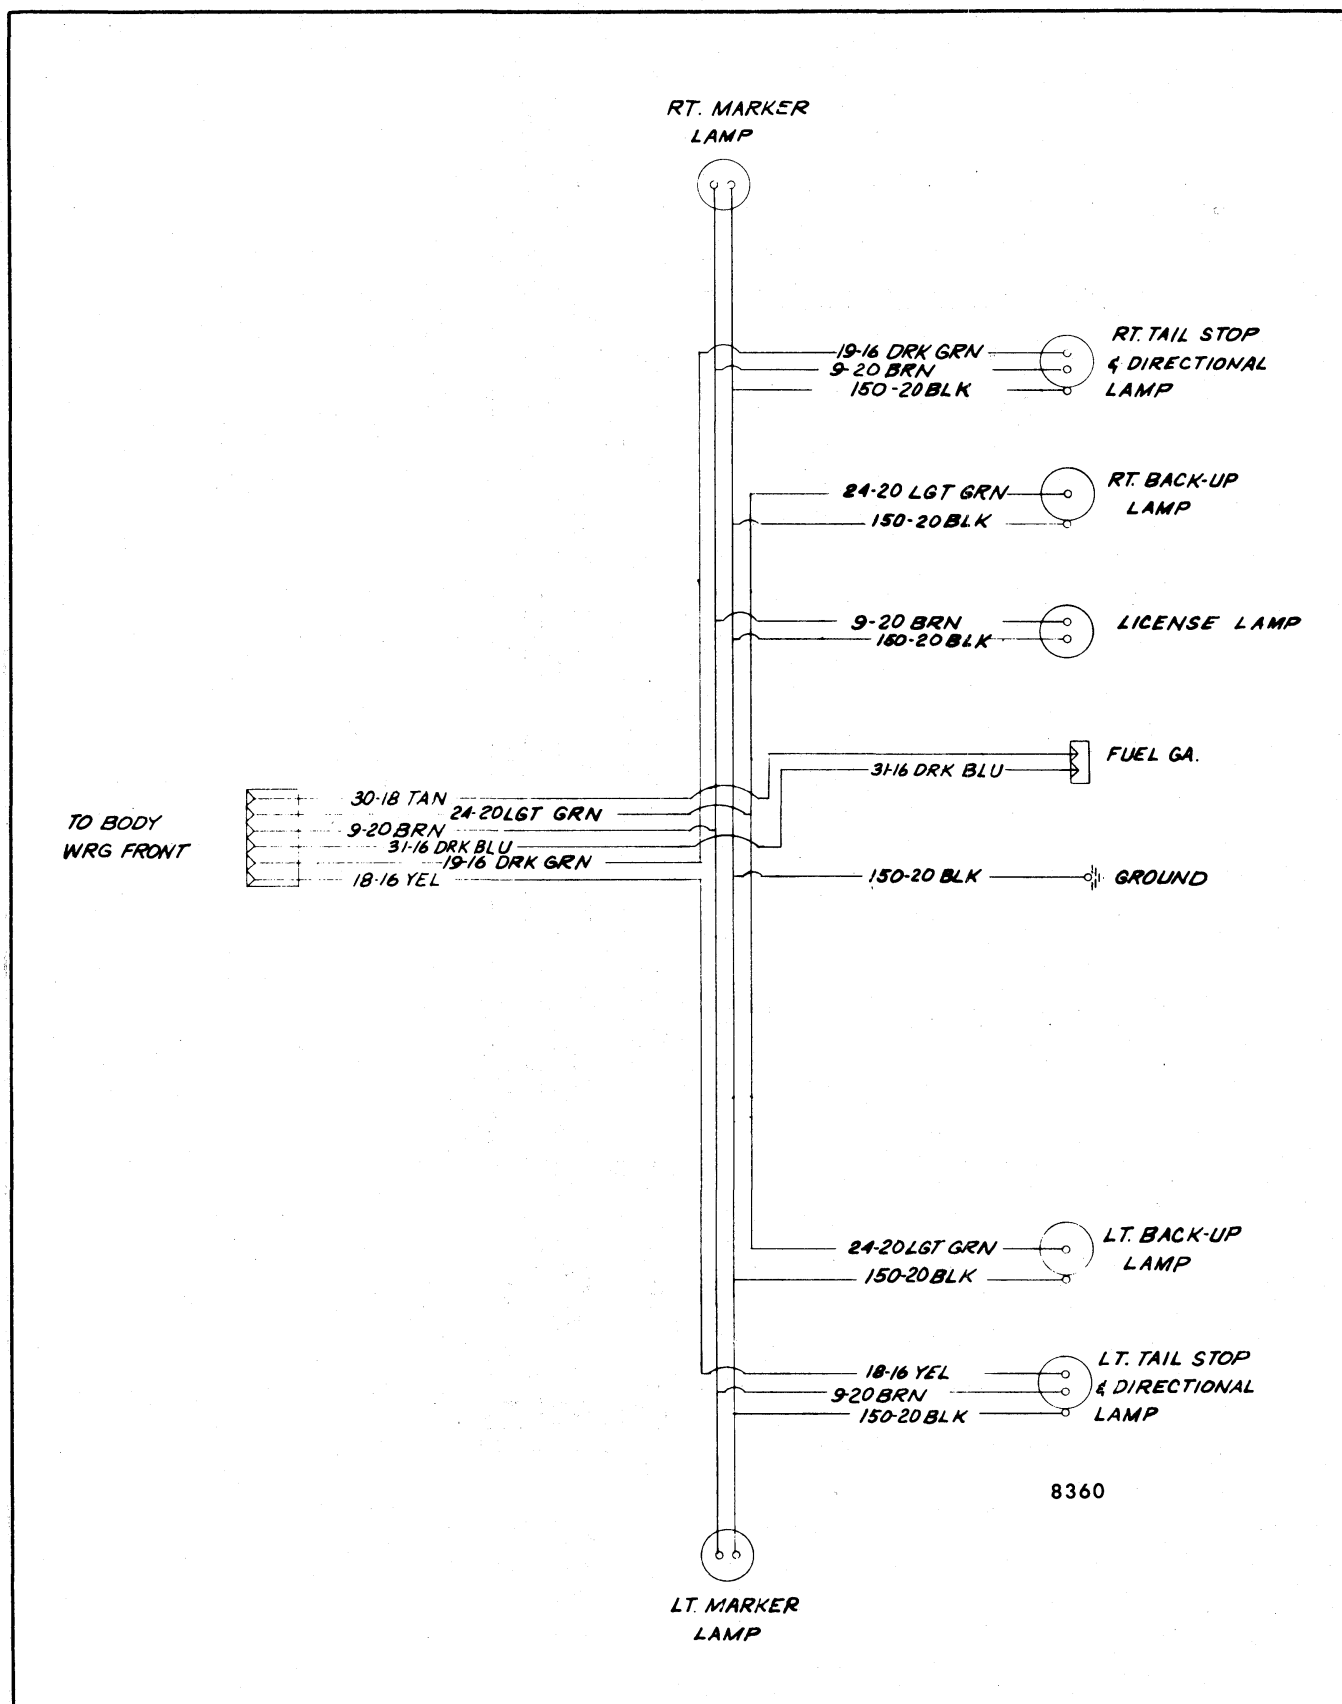 RT. MARKER
LAMP
19-16 DRK GRN
9-20 BRN
150-20 BLK
RT. TAIL STOP
& DIRECTIONAL
LAMP
24-20 LGT GRN
150-20 BLK
RT. BACK-UP
LAMP
9-20 BRN
150-20 BLK
LICENSE LAMP
31-16 DRK BLU
FUEL GA.
TO BODY
WRG FRONT
30-18 TAN
24-20 LGT GRN
9-20 BRN
31-16 DRK BLU
19-16 DRK GRN
18-16 YEL
150-20 BLK
GROUND
24-20 LGT GRN
150-20 BLK
LT. BACK-UP
LAMP
18-16 YEL
9-20 BRN
150-20 BLK
LT. TAIL STOP
& DIRECTIONAL
LAMP
8360
LT. MARKER
LAMP